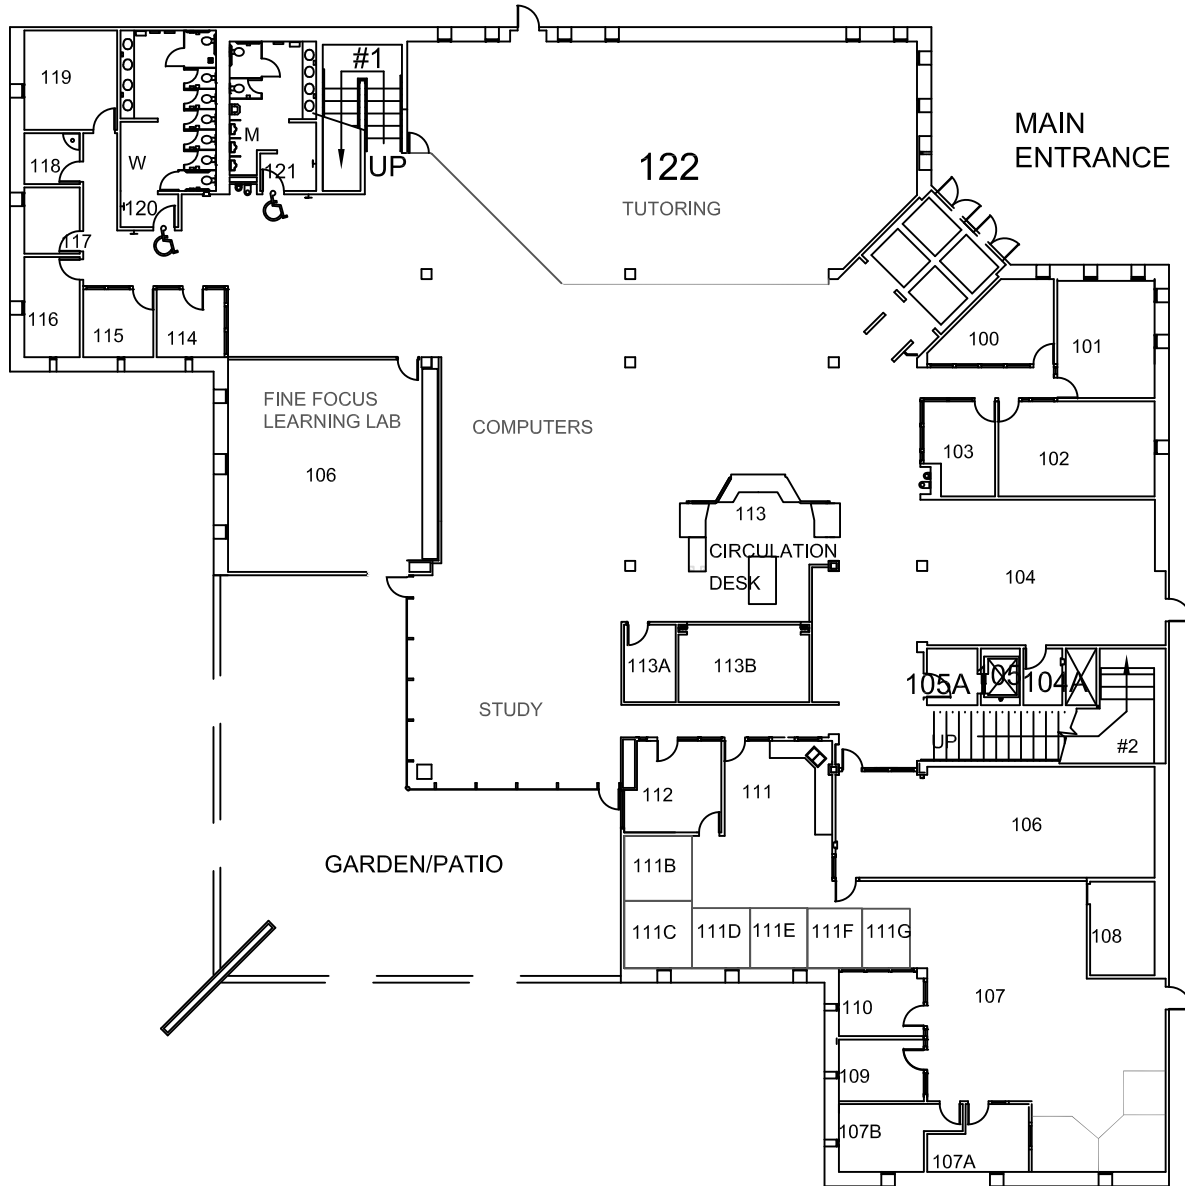 #1
119
MAIN
ENTRANCE
M
W
118
UP
121
122
TUTORING
120
117
116
115
114
100
101
FINE FOCUS
LEARNING LAB
COMPUTERS
103
102
106
113
CIRCULATION
DESK
104
113A
113B
105A
105
104A
STUDY
UP
#2
112
111
106
GARDEN/PATIO
111B
111C
111D
111E
111F
111G
108
110
107
109
107B
107A